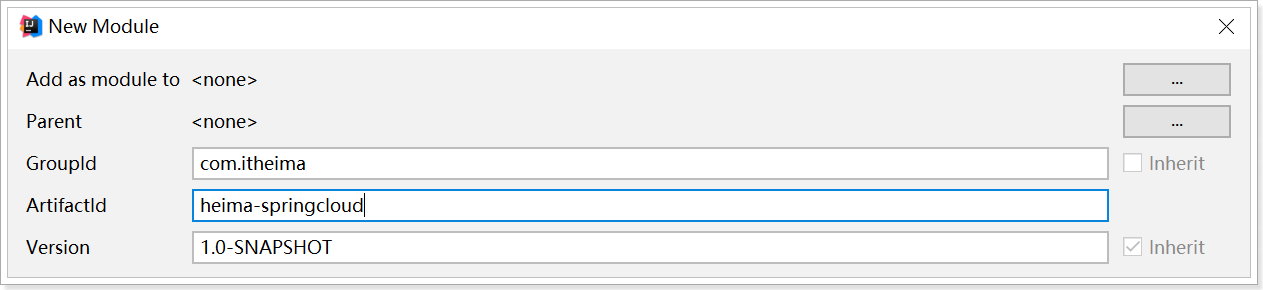 New Module
Add as module to <none> ...
Parent <none> ...
GroupId com.itheima Inherit
ArtifactId heima-springcloud
Version 1.0-SNAPSHOT Inherit